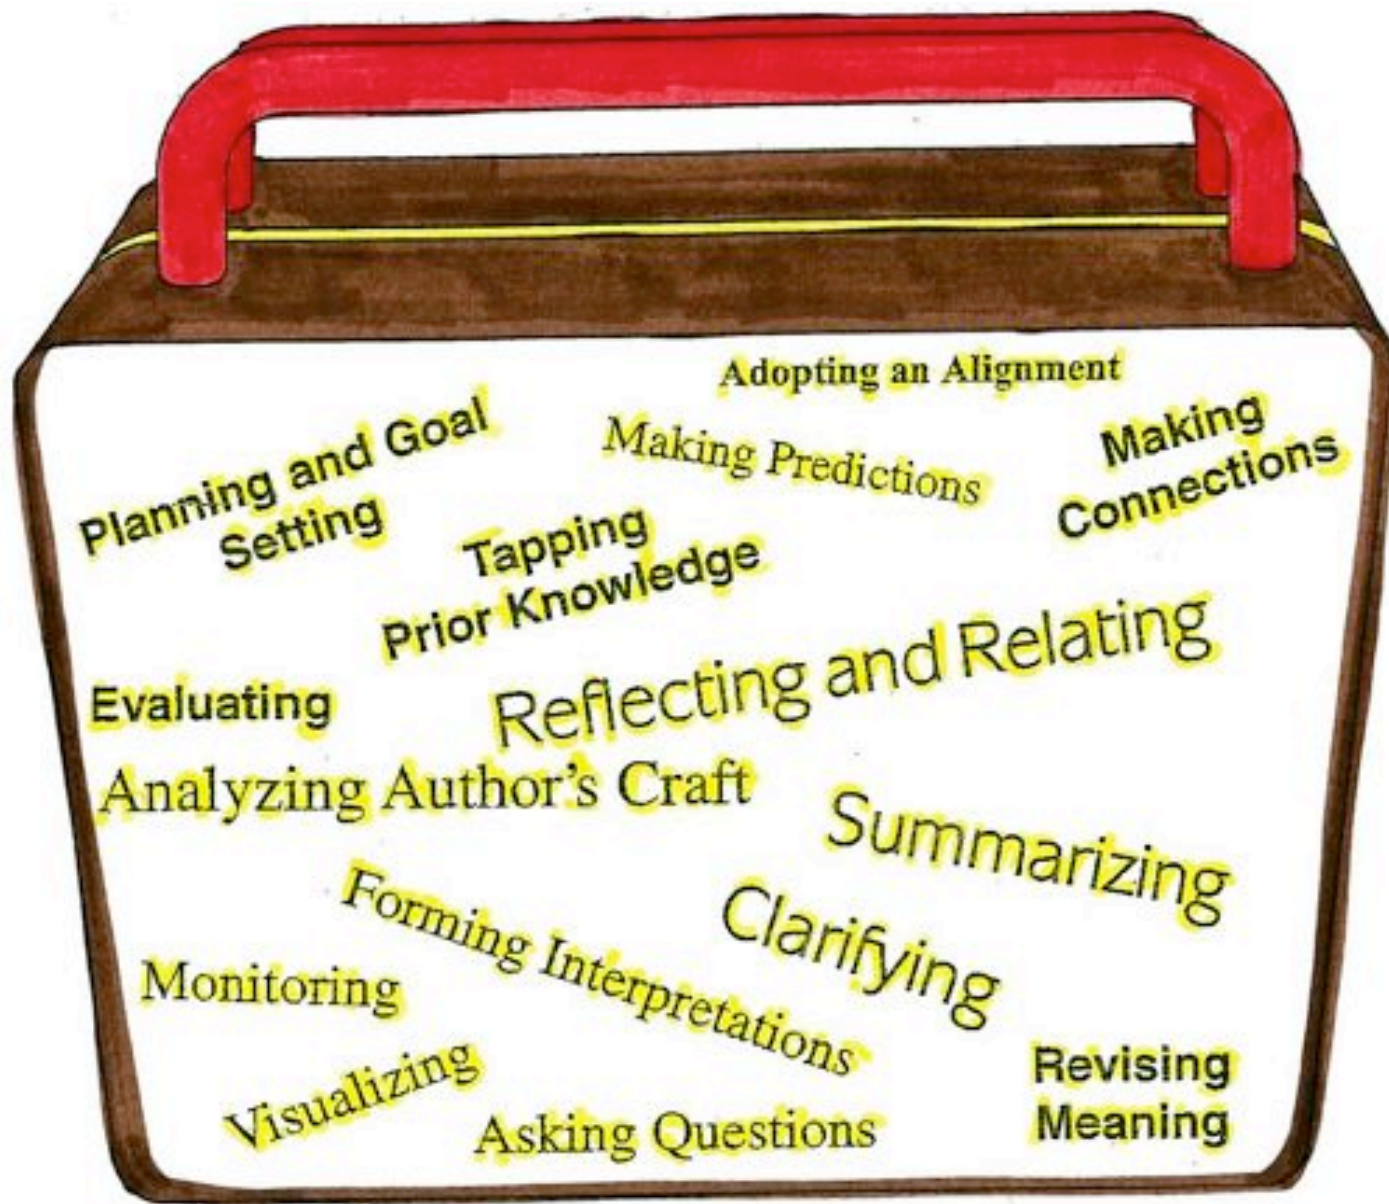 Adopting an Alignment
Planning and Goal
Setting
Making Predictions
Making
Connections
Tapping
Prior Knowledge
Reflecting and Relating
Evaluating
Analyzing Author's Craft
Summarizing
Clarifying
Forming Interpretations
Monitoring
Visualizing
Asking Questions
Revising
Meaning